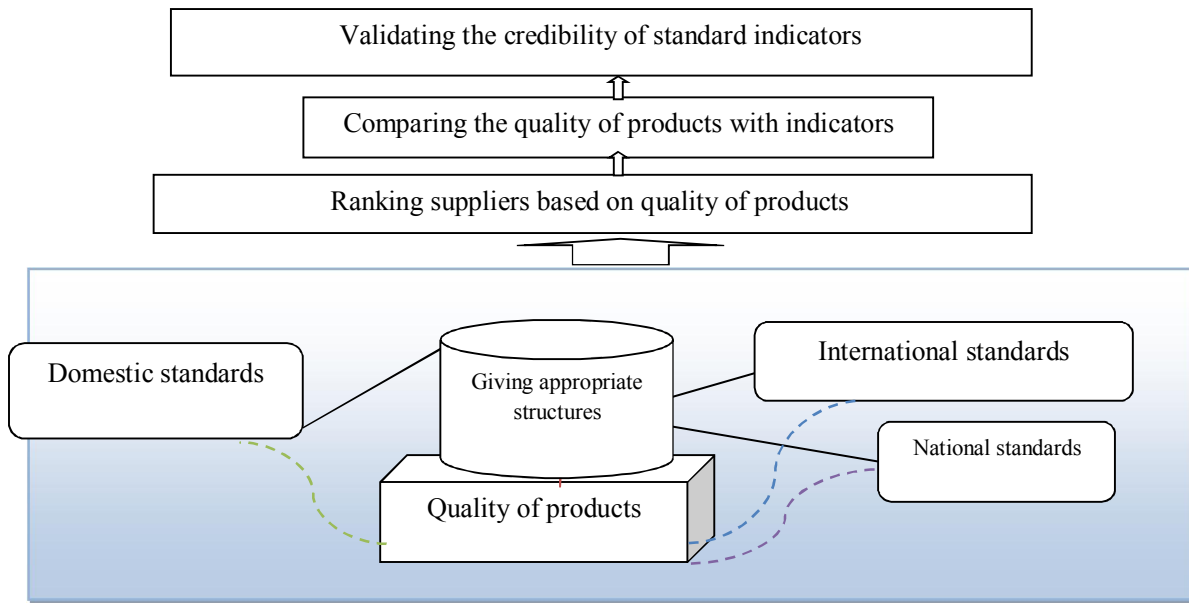 Validating the credibility of standard indicators
Comparing the quality of products with indicators
Ranking suppliers based on quality of products
Domestic standards
Giving appropriate
structures
International standards
National standards
Quality of products